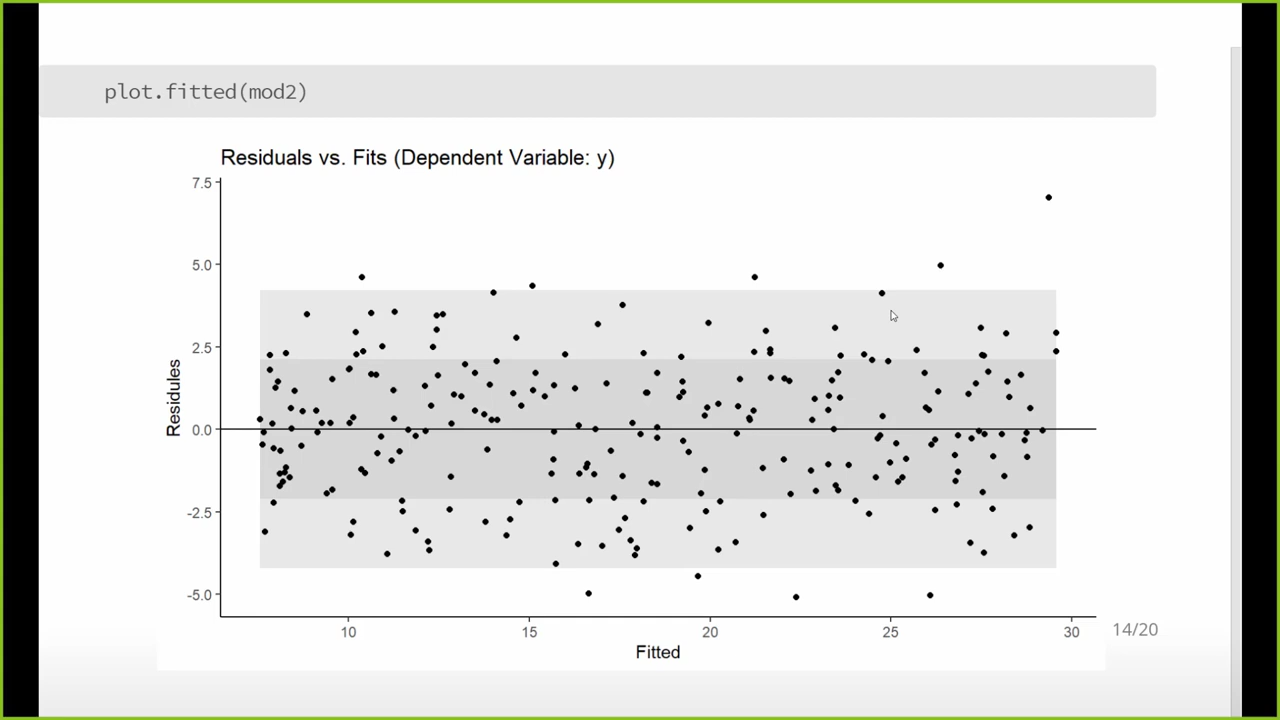 plot.fitted(mod2)
Residuals vs. Fits (Dependent Variable: y)
7.5
5.0
2.5
0.0
-2.5
-5.0
Residules
10 15 20 25 30
Fitted
14/20